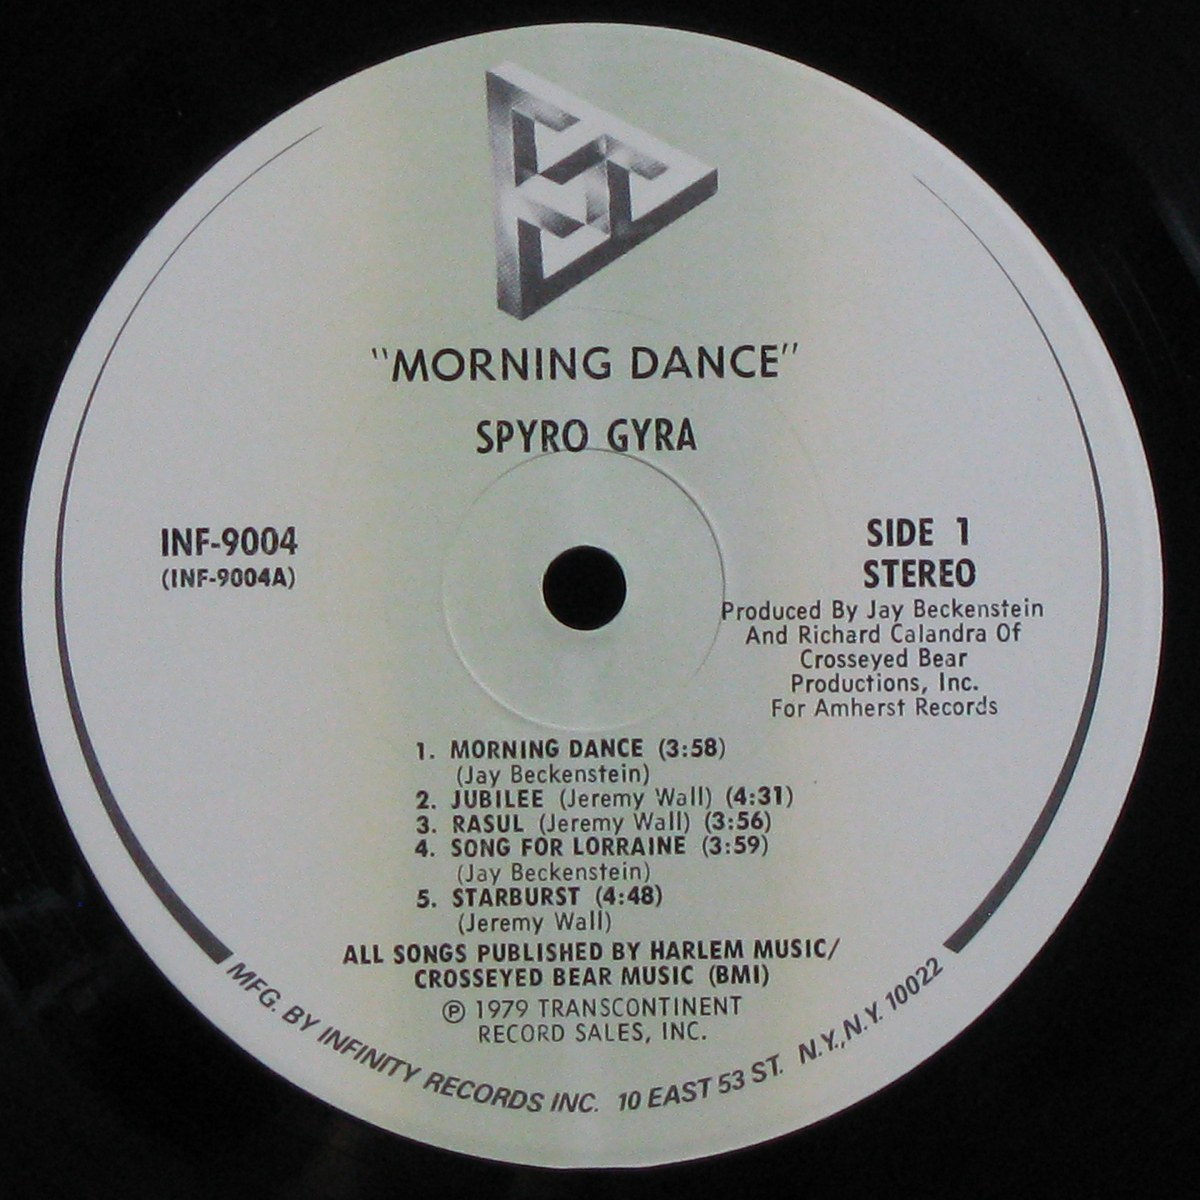 "MORNING DANCE"
SPYRO GYRA
INF-9004
(INF-9004A)
SIDE 1
STEREO
Produced By Jay Beckenstein
And Richard Calandra Of
Crosseyed Bear
Productions, Inc.
For Amherst Records
1. MORNING DANCE (3:58)
(Jay Beckenstein)
2. JUBILEE (Jeremy Wall) (4:31)
3. RASUL (Jeremy Wall) (3:56)
4. SONG FOR LORRAINE (3:59)
(Jay Beckenstein)
5. STARBURST (4:48)
(Jeremy Wall)
ALL SONGS PUBLISHED BY HARLEM MUSIC/
CROSSEYED BEAR MUSIC (BMI)
℗ 1979 TRANSCONTINENT
RECORD SALES, INC.
MFG. BY INFINITY RECORDS INC. 10 EAST 53 ST. N.Y., N.Y. 10022